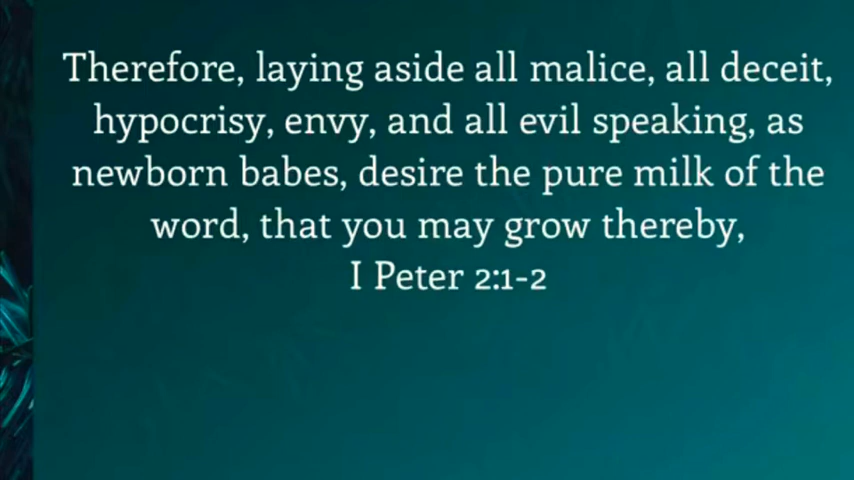 Therefore, laying aside all malice, all deceit,
hypocrisy, envy, and all evil speaking, as
newborn babes, desire the pure milk of the
word, that you may grow thereby,
I Peter 2:1-2